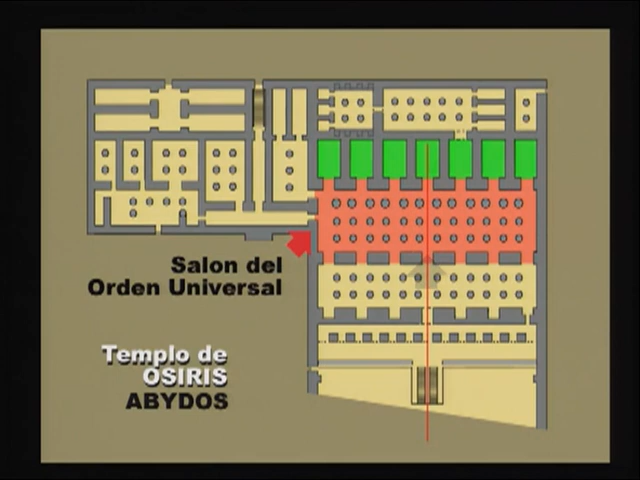 Salon del
Orden Universal
Templo de
OSIRIS
ABYDOS